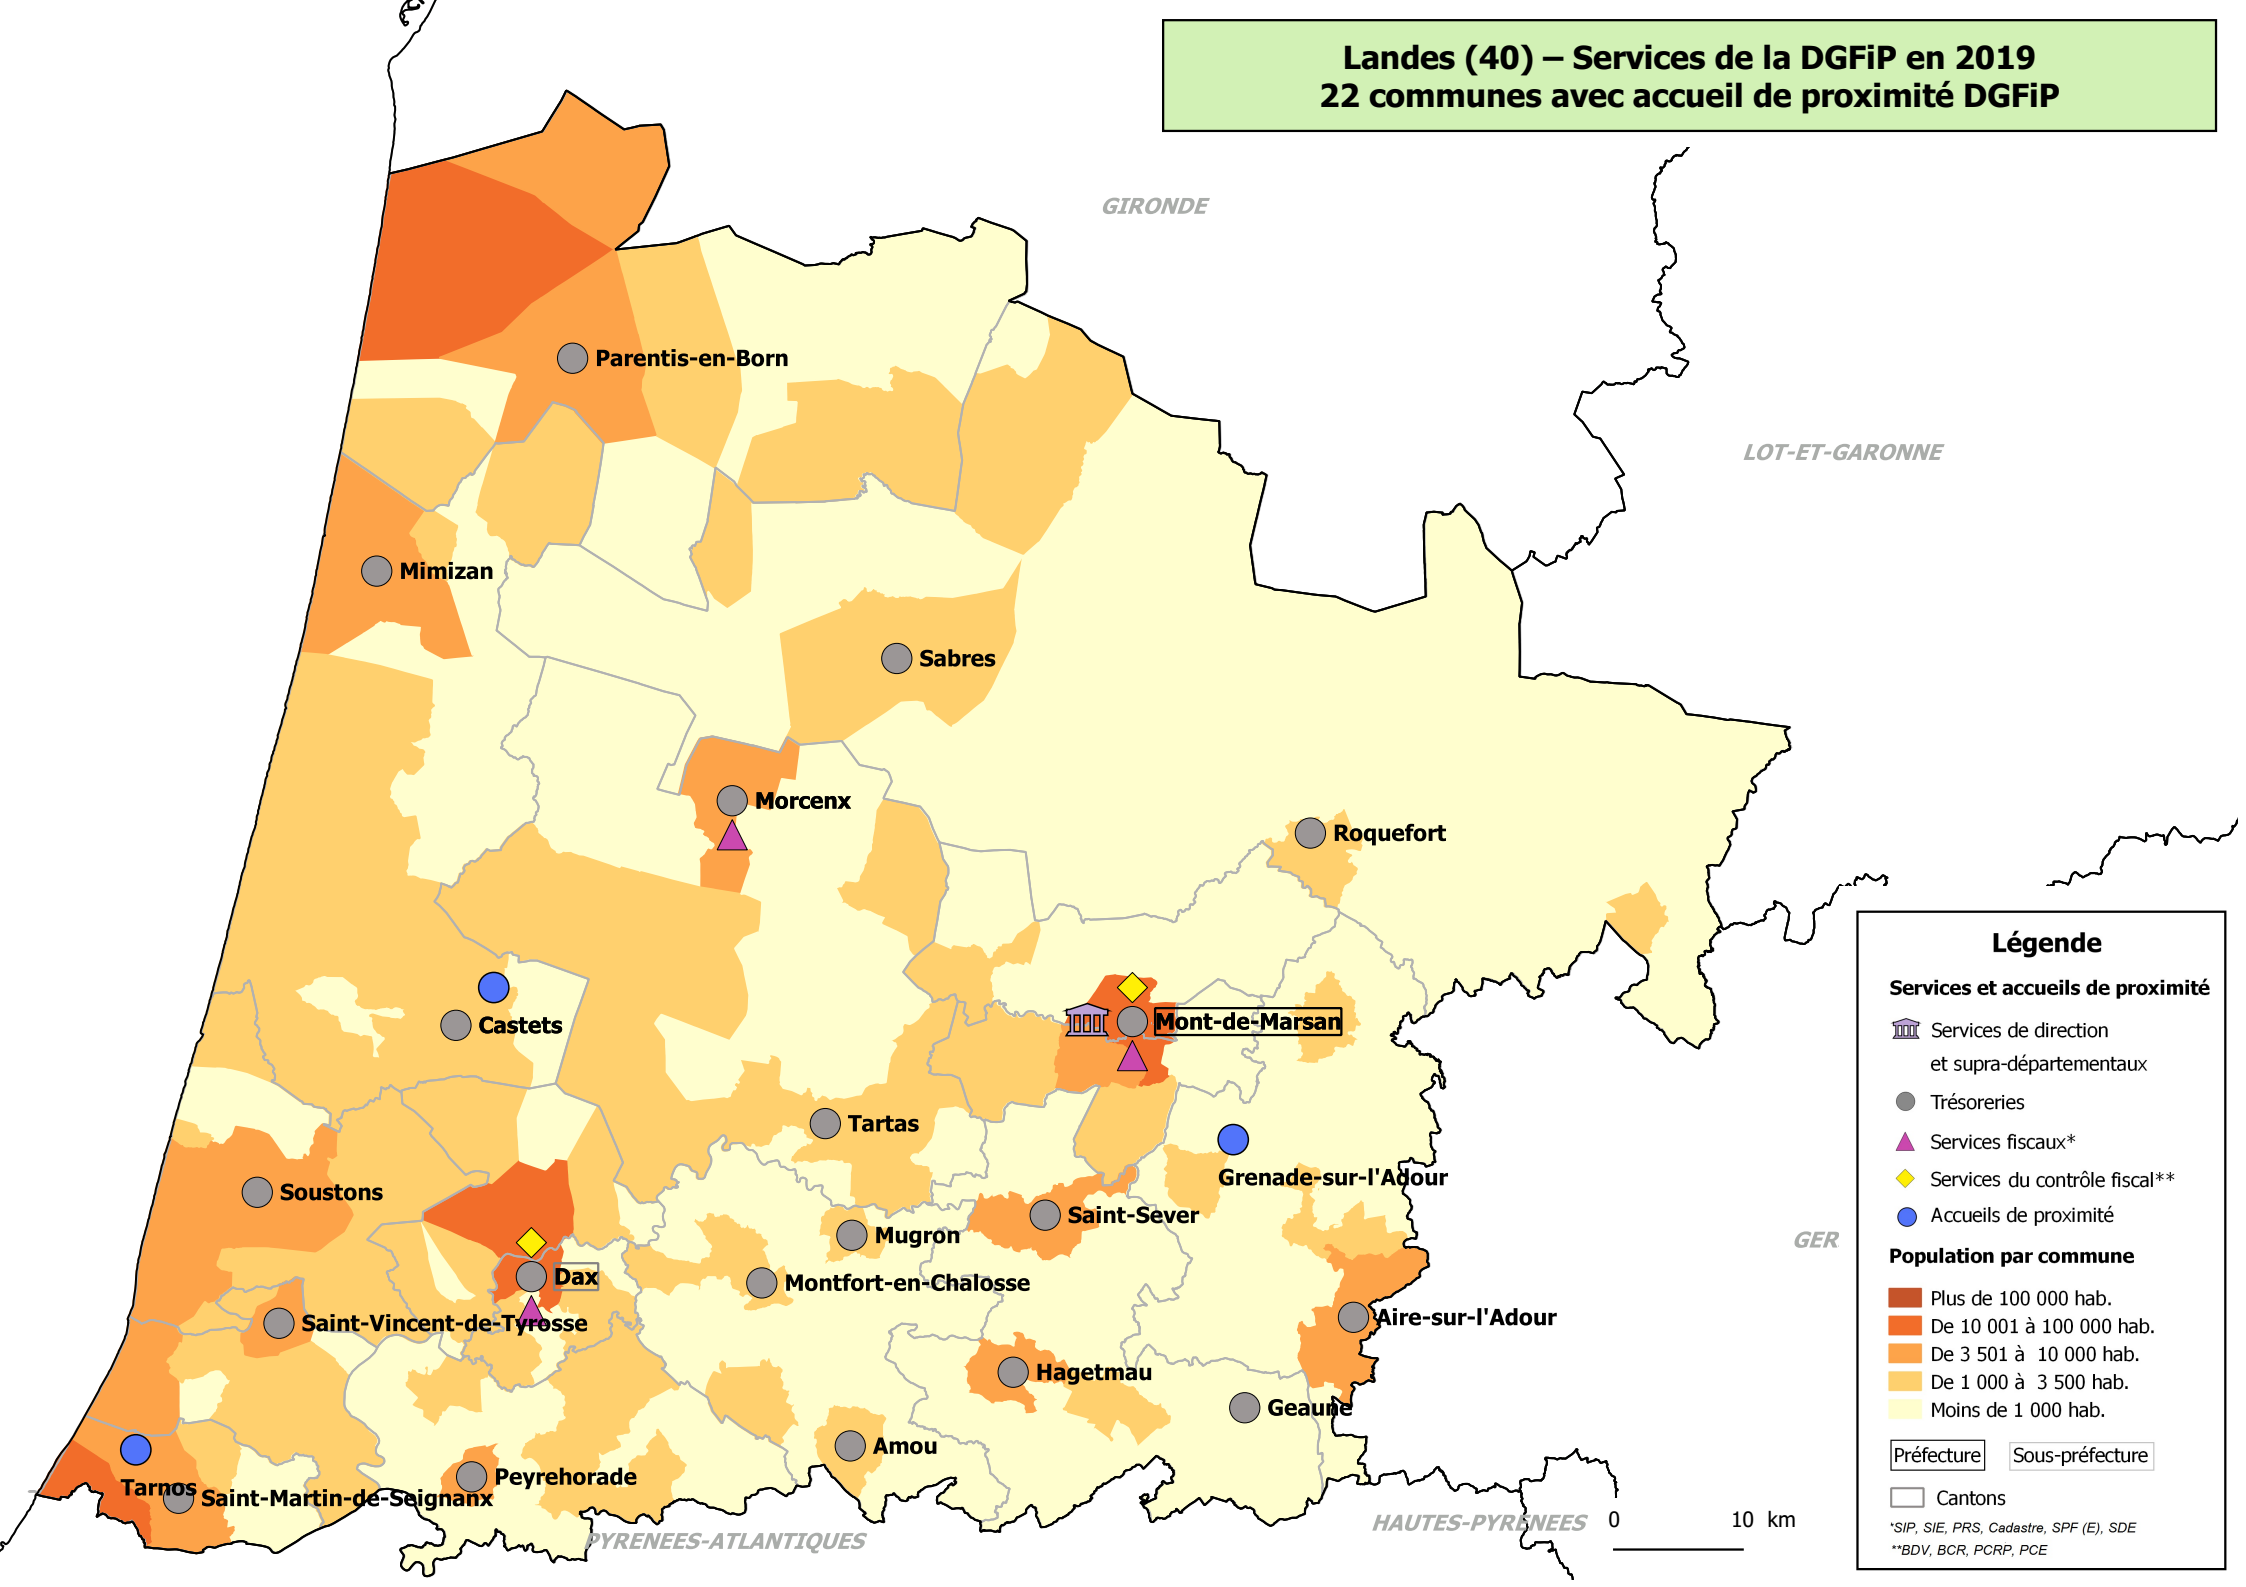 Landes (40) – Services de la DGFiP en 2019
22 communes avec accueil de proximité DGFiP
GIRONDE
Parentis-en-Born
LOT-ET-GARONNE
Mimizan
Sabres
Morcenx
Roquefort
Castets
Mont-de-Marsan
Tartas
Grenade-sur-l'Adour
Soustons
Saint-Sever
Mugron
GER
Dax
Montfort-en-Chalosse
Saint-Vincent-de-Tyrosse
Aire-sur-l'Adour
Hagetmau
Geaune
Amou
Peyrehorade
Tarnos
Saint-Martin-de-Seignanx
PYRENEES-ATLANTIQUES
HAUTES-PYRENEES
0 10 km
Légende
Services et accueils de proximité
Services de direction
et supra-départementaux
Trésoreries
Services fiscaux*
Services du contrôle fiscal**
Accueils de proximité
Population par commune
Plus de 100 000 hab.
De 10 001 à 100 000 hab.
De 3 501 à 10 000 hab.
De 1 000 à 3 500 hab.
Moins de 1 000 hab.
Préfecture Sous-préfecture
Cantons
*SIP, SIE, PRS, Cadastre, SPF (E), SDE
**BDV, BCR, PCRP, PCE